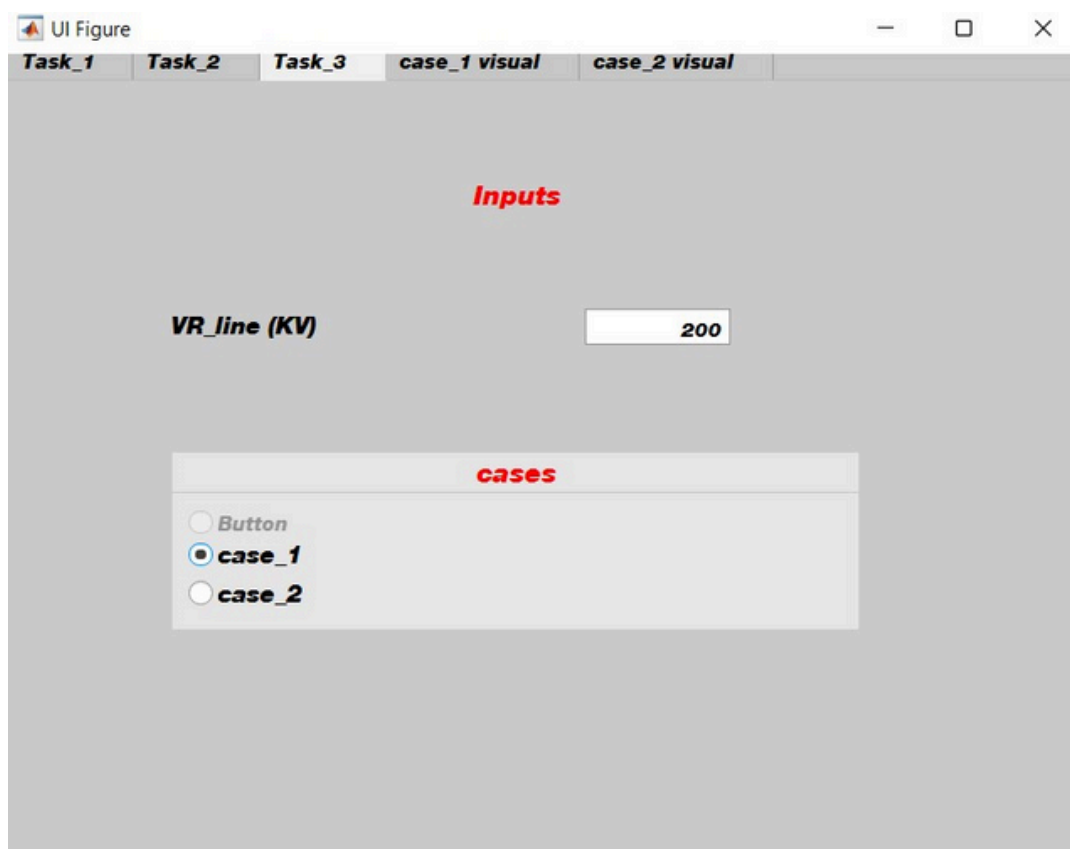 UI Figure
Task_1 Task_2 Task_3 case_1 visual case_2 visual
Inputs
VR_line (KV) 200
cases
Button
case_1
case_2